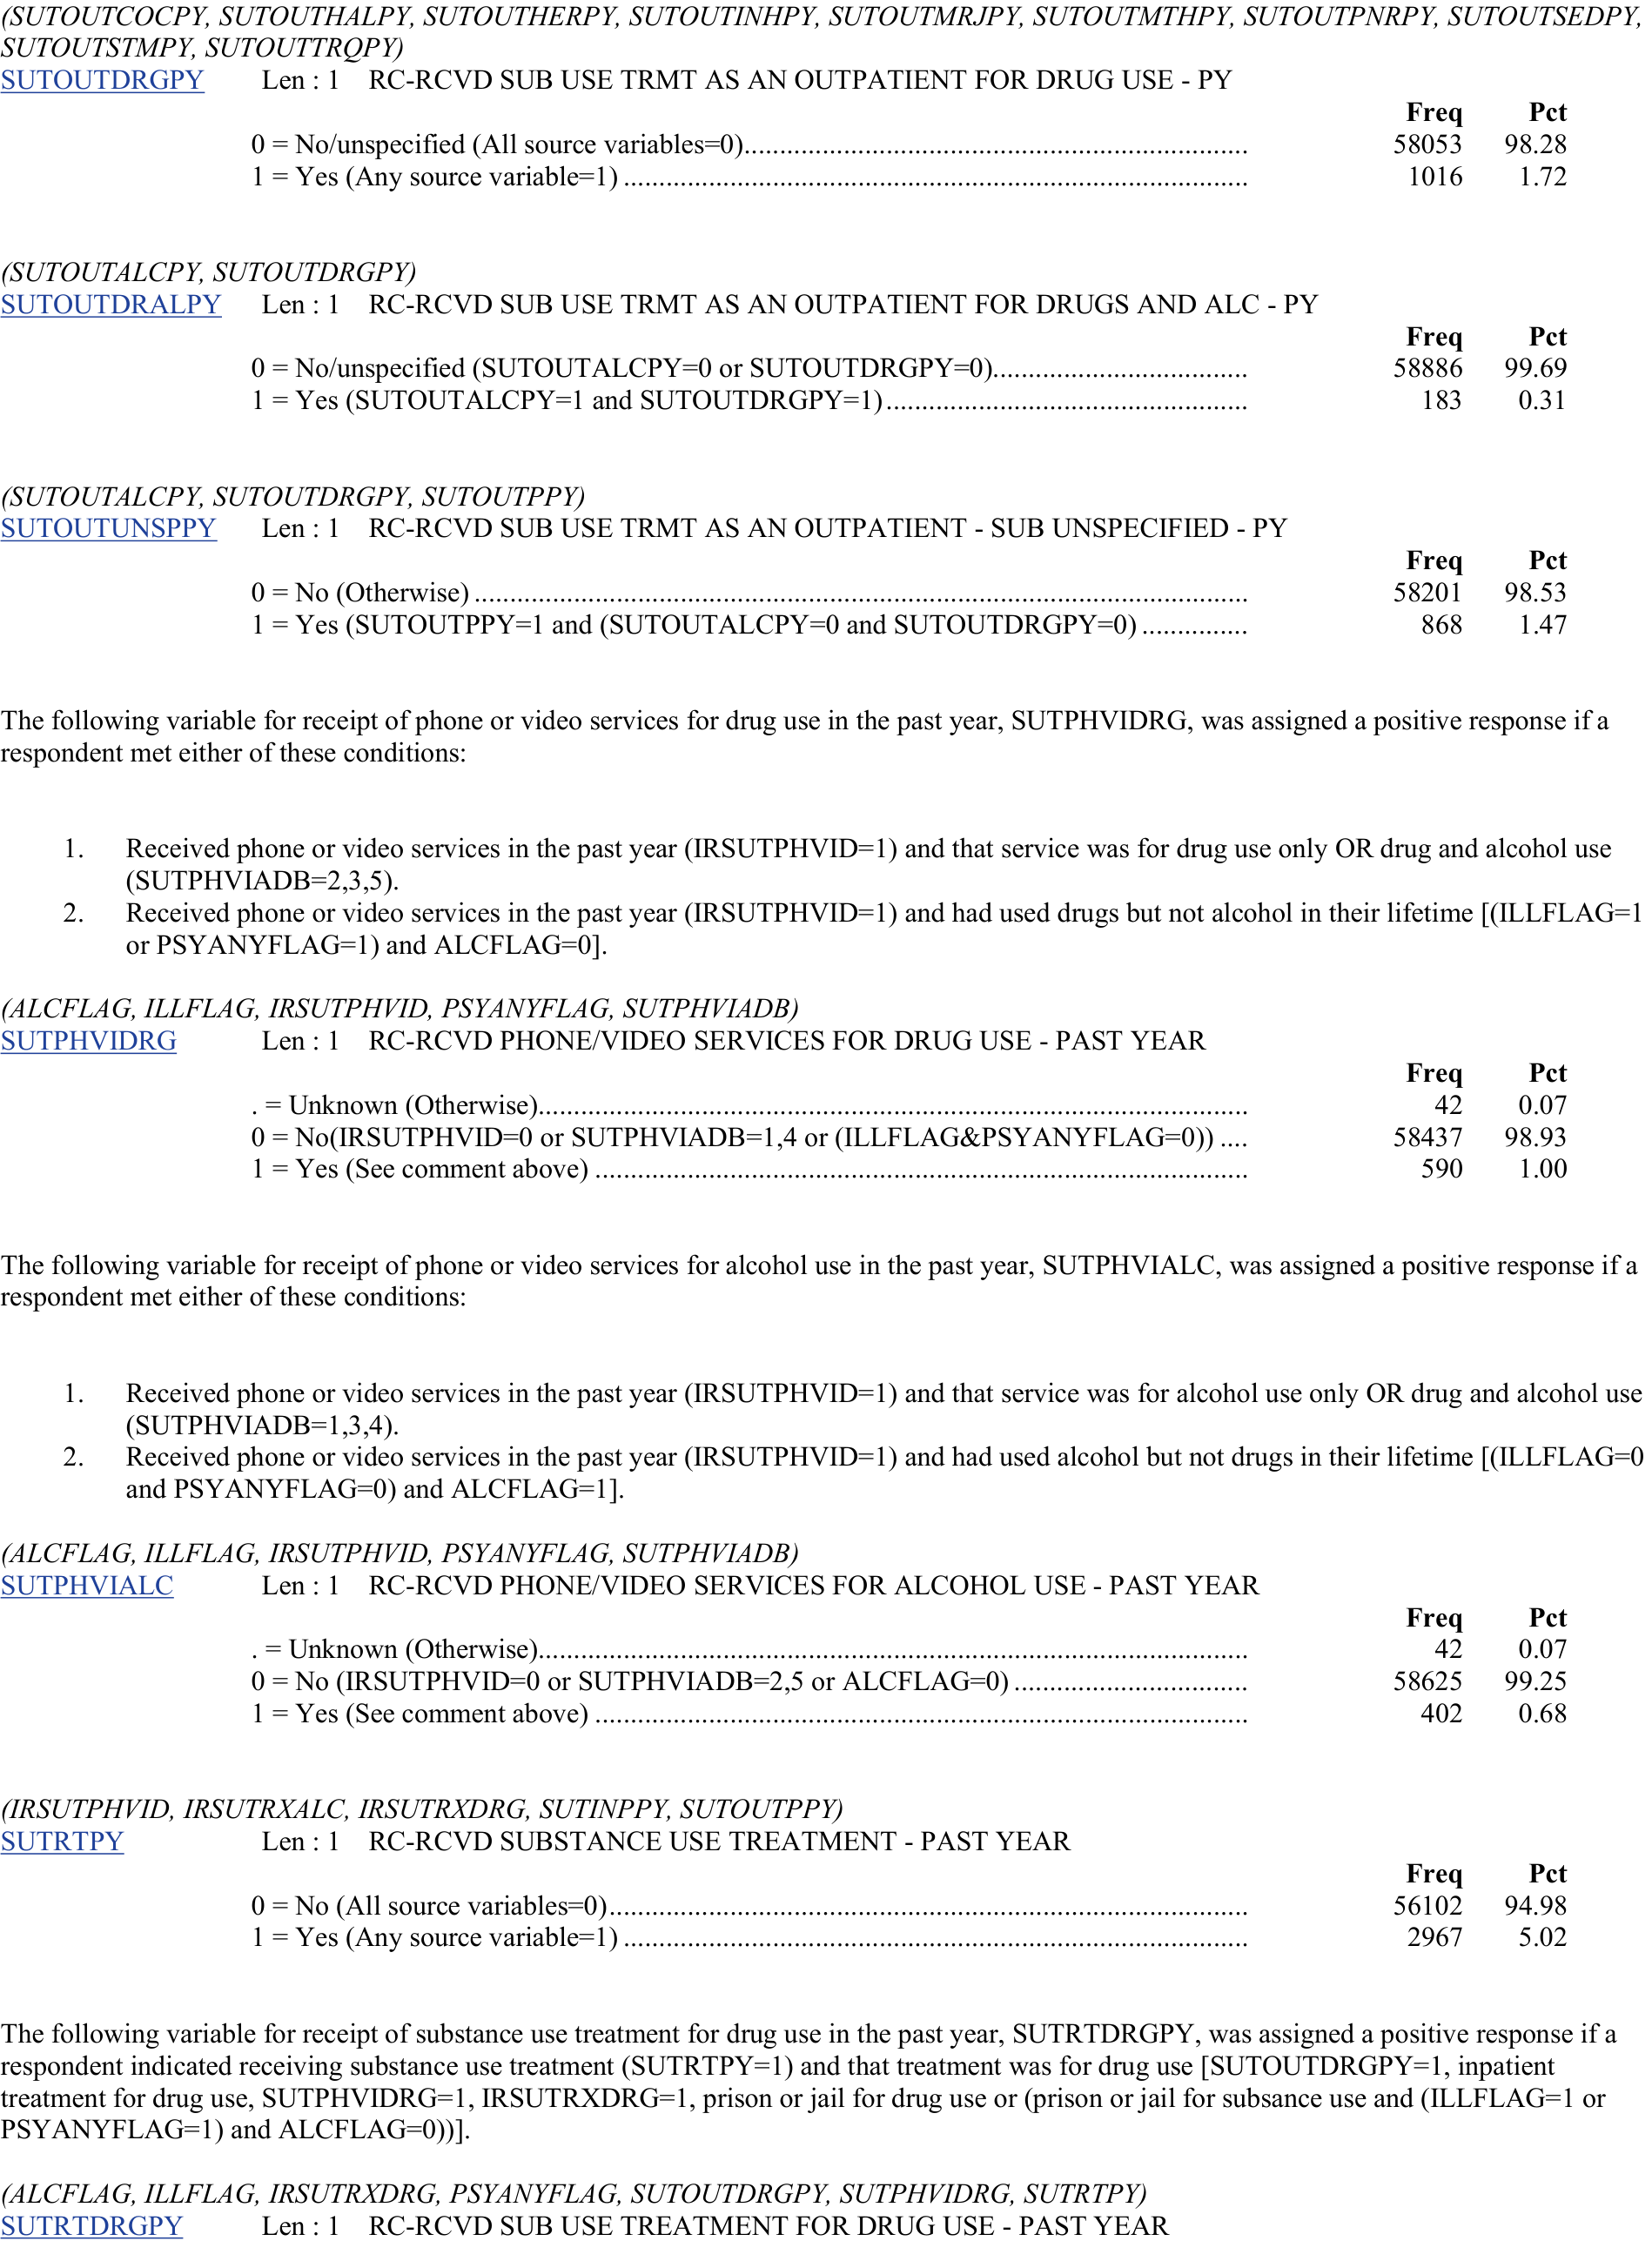 (SUTOUTCOCPY, SUTOUTHALPY, SUTOUTHERPY, SUTOUTINHPY, SUTOUTMRJPY, SUTOUTMTHPY, SUTOUTPNRPY, SUTOUTSEDPY,
SUTOUTSTMPY, SUTOUTTRQPY)
SUTOUTDRGPY Len : 1 RC-RCVD SUB USE TRMT AS AN OUTPATIENT FOR DRUG USE - PY
Freq Pct
0 = No/unspecified (All source variables=0)....................................................................... 58053 98.28
1 = Yes (Any source variable=1) ........................................................................................ 1016 1.72
(SUTOUTALCPY, SUTOUTDRGPY)
SUTOUTDRALPY Len : 1 RC-RCVD SUB USE TRMT AS AN OUTPATIENT FOR DRUGS AND ALC - PY
Freq Pct
0 = No/unspecified (SUTOUTALCPY=0 or SUTOUTDRGPY=0).................................... 58886 99.69
1 = Yes (SUTOUTALCPY=1 and SUTOUTDRGPY=1)................................................... 183 0.31
(SUTOUTALCPY, SUTOUTDRGPY, SUTOUTPPY)
SUTOUTUNSPPY Len : 1 RC-RCVD SUB USE TRMT AS AN OUTPATIENT - SUB UNSPECIFIED - PY
Freq Pct
0 = No (Otherwise) ............................................................................................................. 58201 98.53
1 = Yes (SUTOUTPPY=1 and (SUTOUTALCPY=0 and SUTOUTDRGPY=0) ............... 868 1.47
The following variable for receipt of phone or video services for drug use in the past year, SUTPHVIDRG, was assigned a positive response if a
respondent met either of these conditions:
1. Received phone or video services in the past year (IRSUTPHVID=1) and that service was for drug use only OR drug and alcohol use
(SUTPHVIADB=2,3,5).
2. Received phone or video services in the past year (IRSUTPHVID=1) and had used drugs but not alcohol in their lifetime [(ILLFLAG=1
or PSYANYFLAG=1) and ALCFLAG=0].
(ALCFLAG, ILLFLAG, IRSUTPHVID, PSYANYFLAG, SUTPHVIADB)
SUTPHVIDRG Len : 1 RC-RCVD PHONE/VIDEO SERVICES FOR DRUG USE - PAST YEAR
Freq Pct
. = Unknown (Otherwise).................................................................................................... 42 0.07
0 = No(IRSUTPHVID=0 or SUTPHVIADB=1,4 or (ILLFLAG&PSYANYFLAG=0)) .... 58437 98.93
1 = Yes (See comment above) ............................................................................................ 590 1.00
The following variable for receipt of phone or video services for alcohol use in the past year, SUTPHVIALC, was assigned a positive response if a
respondent met either of these conditions:
1. Received phone or video services in the past year (IRSUTPHVID=1) and that service was for alcohol use only OR drug and alcohol use
(SUTPHVIADB=1,3,4).
2. Received phone or video services in the past year (IRSUTPHVID=1) and had used alcohol but not drugs in their lifetime [(ILLFLAG=0
and PSYANYFLAG=0) and ALCFLAG=1].
(ALCFLAG, ILLFLAG, IRSUTPHVID, PSYANYFLAG, SUTPHVIADB)
SUTPHVIALC Len : 1 RC-RCVD PHONE/VIDEO SERVICES FOR ALCOHOL USE - PAST YEAR
Freq Pct
. = Unknown (Otherwise).................................................................................................... 42 0.07
0 = No (IRSUTPHVID=0 or SUTPHVIADB=2,5 or ALCFLAG=0) ................................. 58625 99.25
1 = Yes (See comment above) ............................................................................................ 402 0.68
(IRSUTPHVID, IRSUTRXALC, IRSUTRXDRG, SUTINPPY, SUTOUTPPY)
SUTRTPY Len : 1 RC-RCVD SUBSTANCE USE TREATMENT - PAST YEAR
Freq Pct
0 = No (All source variables=0).......................................................................................... 56102 94.98
1 = Yes (Any source variable=1) ........................................................................................ 2967 5.02
The following variable for receipt of substance use treatment for drug use in the past year, SUTRTDRGPY, was assigned a positive response if a
respondent indicated receiving substance use treatment (SUTRTPY=1) and that treatment was for drug use [SUTOUTDRGPY=1, inpatient
treatment for drug use, SUTPHVIDRG=1, IRSUTRXDRG=1, prison or jail for drug use or (prison or jail for subsance use and (ILLFLAG=1 or
PSYANYFLAG=1) and ALCFLAG=0))].
(ALCFLAG, ILLFLAG, IRSUTRXDRG, PSYANYFLAG, SUTOUTDRGPY, SUTPHVIDRG, SUTRTPY)
SUTRTDRGPY Len : 1 RC-RCVD SUB USE TREATMENT FOR DRUG USE - PAST YEAR